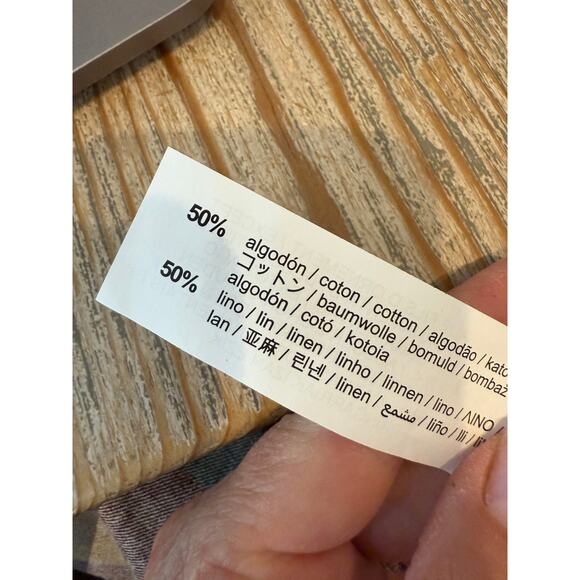 50% algodón / coton / cotton / algodão / kato
コットン / baumwolle / bomuld / bombaž
algodón / cotó / kotoia
50% lino / lin / linen / linho / linnen / lino / ΛΙΝΟ
lan / 亚麻 / 린넨 / linen / مشمع / liño / lli /